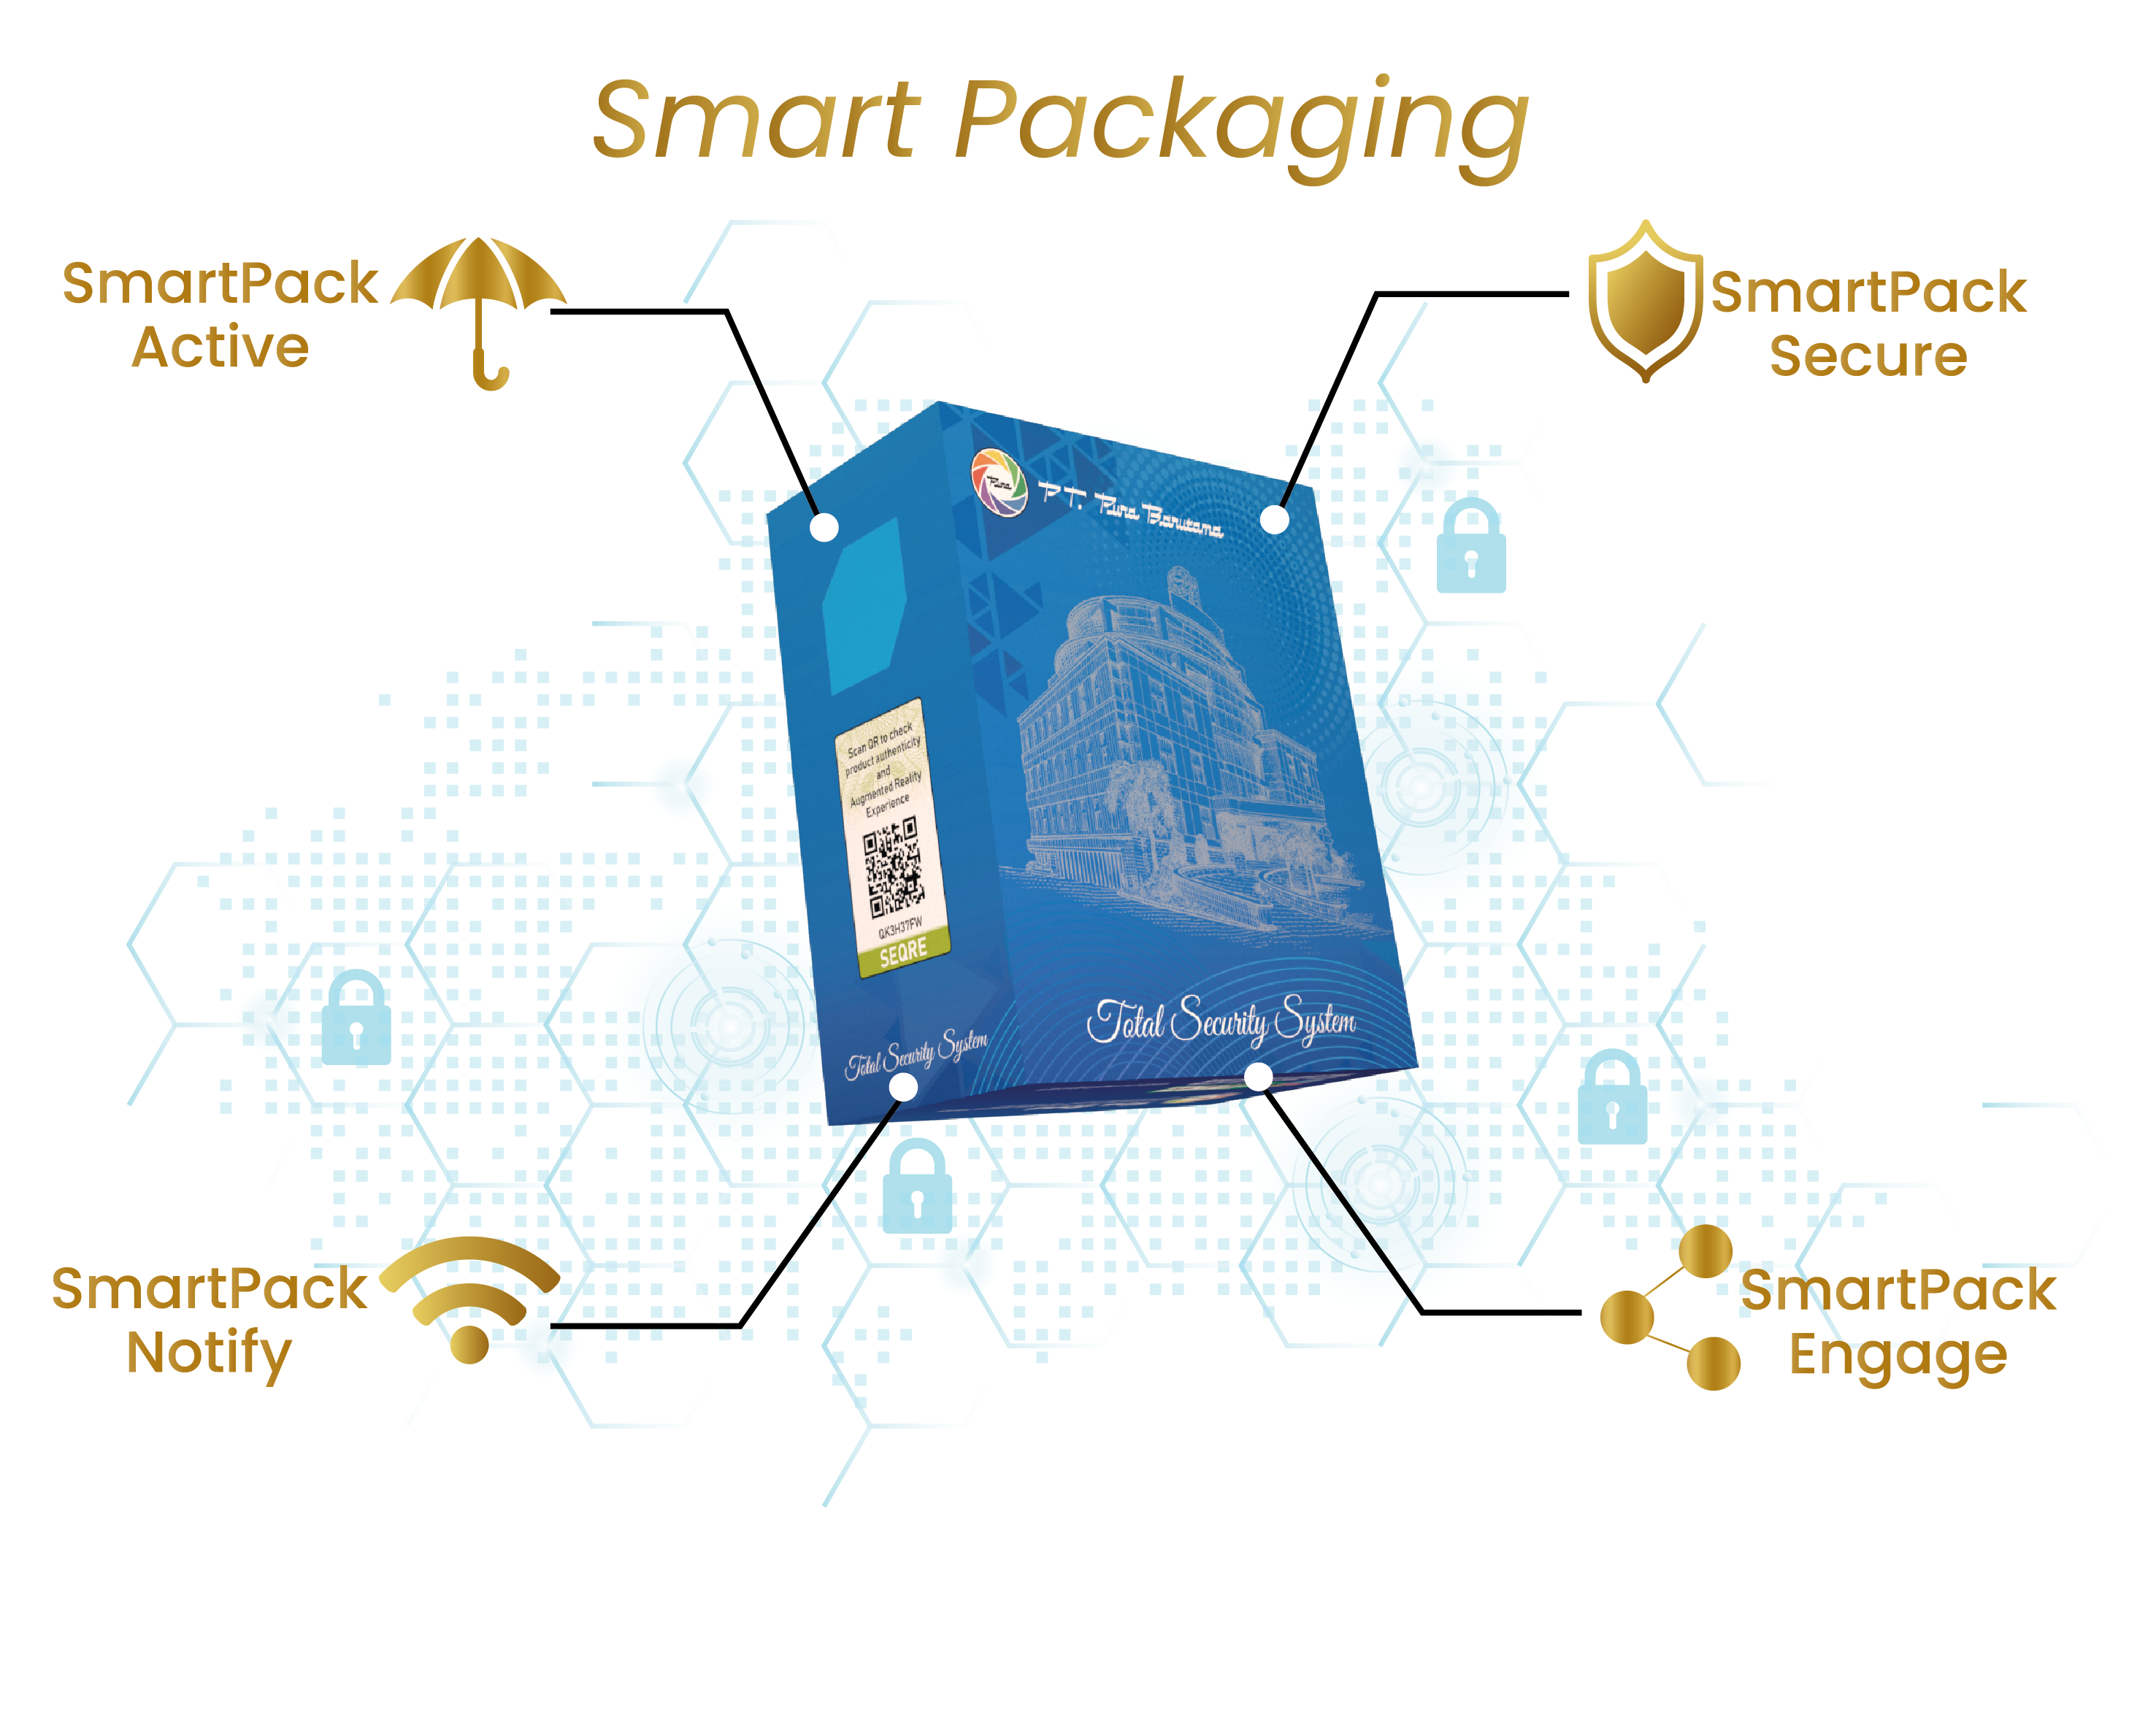 Smart Packaging
SmartPack
Active
SmartPack
Secure
P.T. Pura Barutama
Scan QR to check
product authenticity
and
Augmented Reality
Experience
QK3H37FW
SEQRE
Total Security System
Total Security System
SmartPack
Notify
SmartPack
Engage